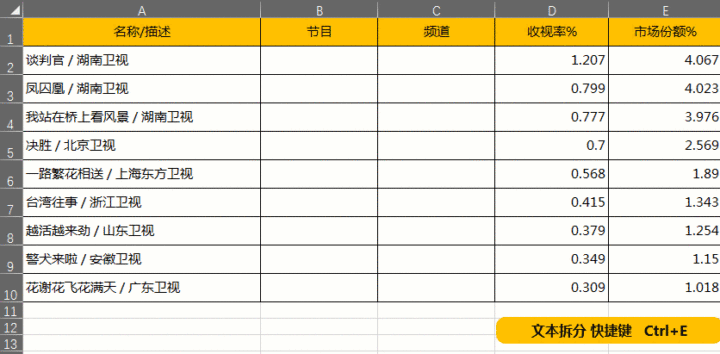 A B C D E
1 名称/描述 节目 频道 收视率% 市场份额%
2 谈判官 / 湖南卫视 1.207 4.067
3 凤囚凰 / 湖南卫视 0.799 4.023
4 我站在桥上看风景 / 湖南卫视 0.777 3.976
5 决胜 / 北京卫视 0.7 2.569
6 一路繁花相送 / 上海东方卫视 0.568 1.89
7 台湾往事 / 浙江卫视 0.415 1.343
8 越活越来劲 / 山东卫视 0.379 1.254
9 警犬来啦 / 安徽卫视 0.349 1.15
10 花谢花飞花满天 / 广东卫视 0.309 1.018
11
12 文本拆分 快捷键 Ctrl+E
13